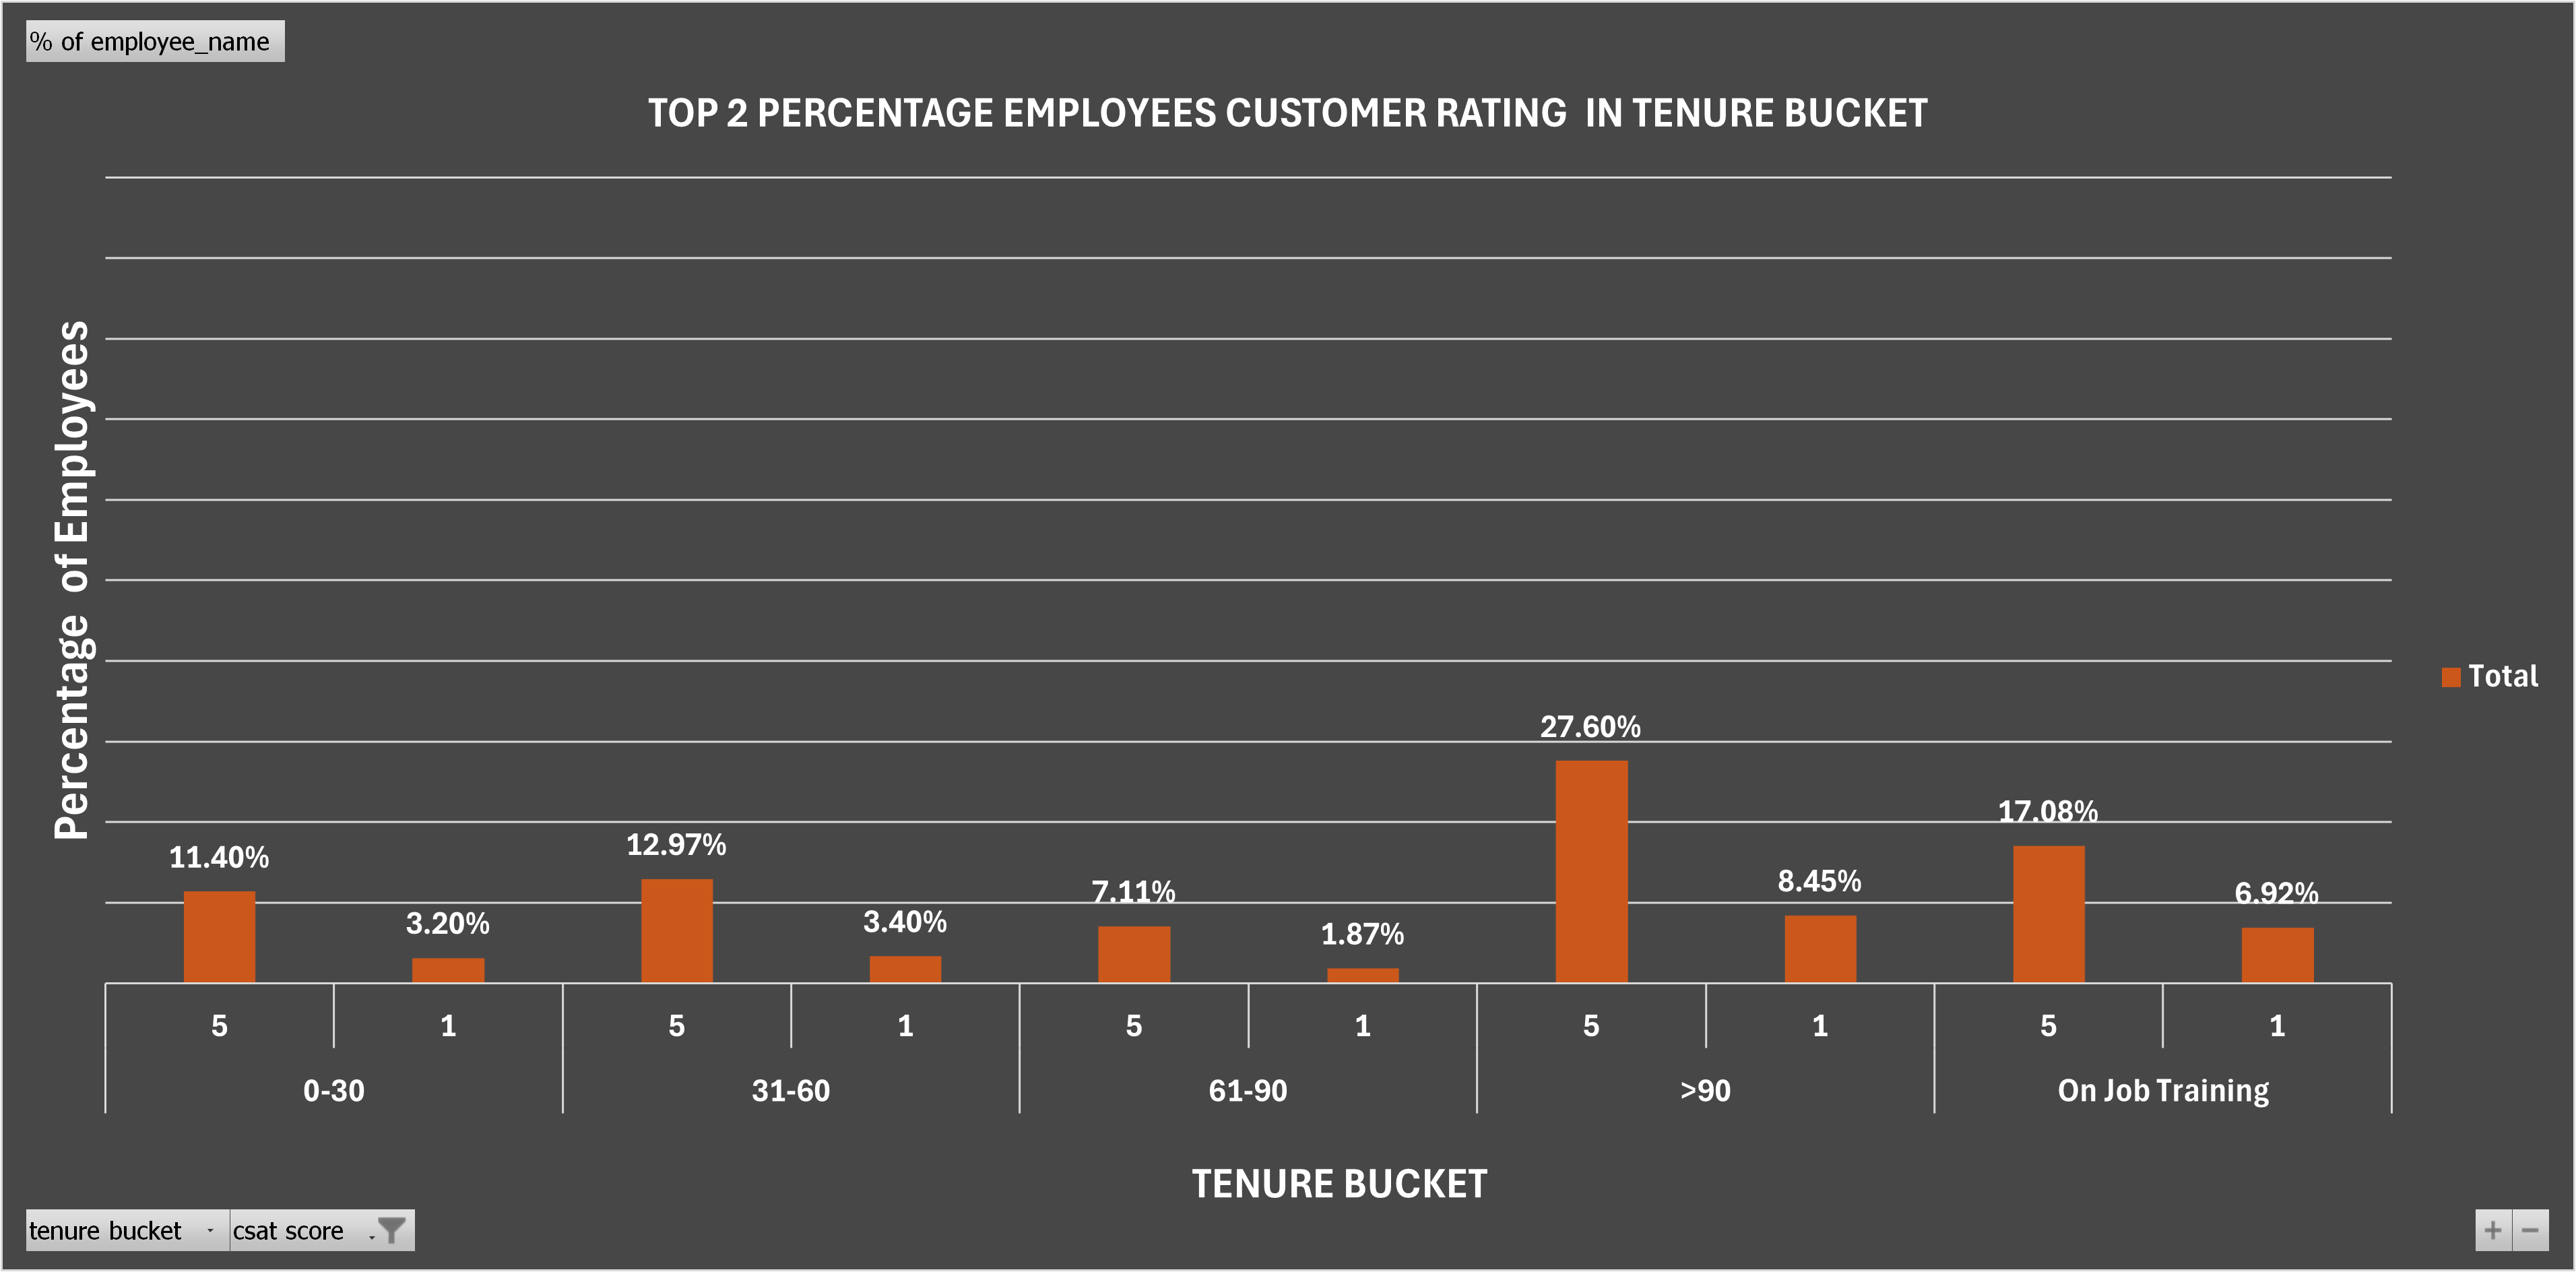 % of employee_name
TOP 2 PERCENTAGE EMPLOYEES CUSTOMER RATING  IN TENURE BUCKET
Percentage  of Employees
27.60%
17.08%
12.97%
11.40%
8.45%
7.11%
6.92%
3.40%
3.20%
1.87%
Total
5 1 5 1 5 1 5 1 5 1
0-30 31-60 61-90 >90 On Job Training
TENURE BUCKET
tenure bucket csat score
+ −